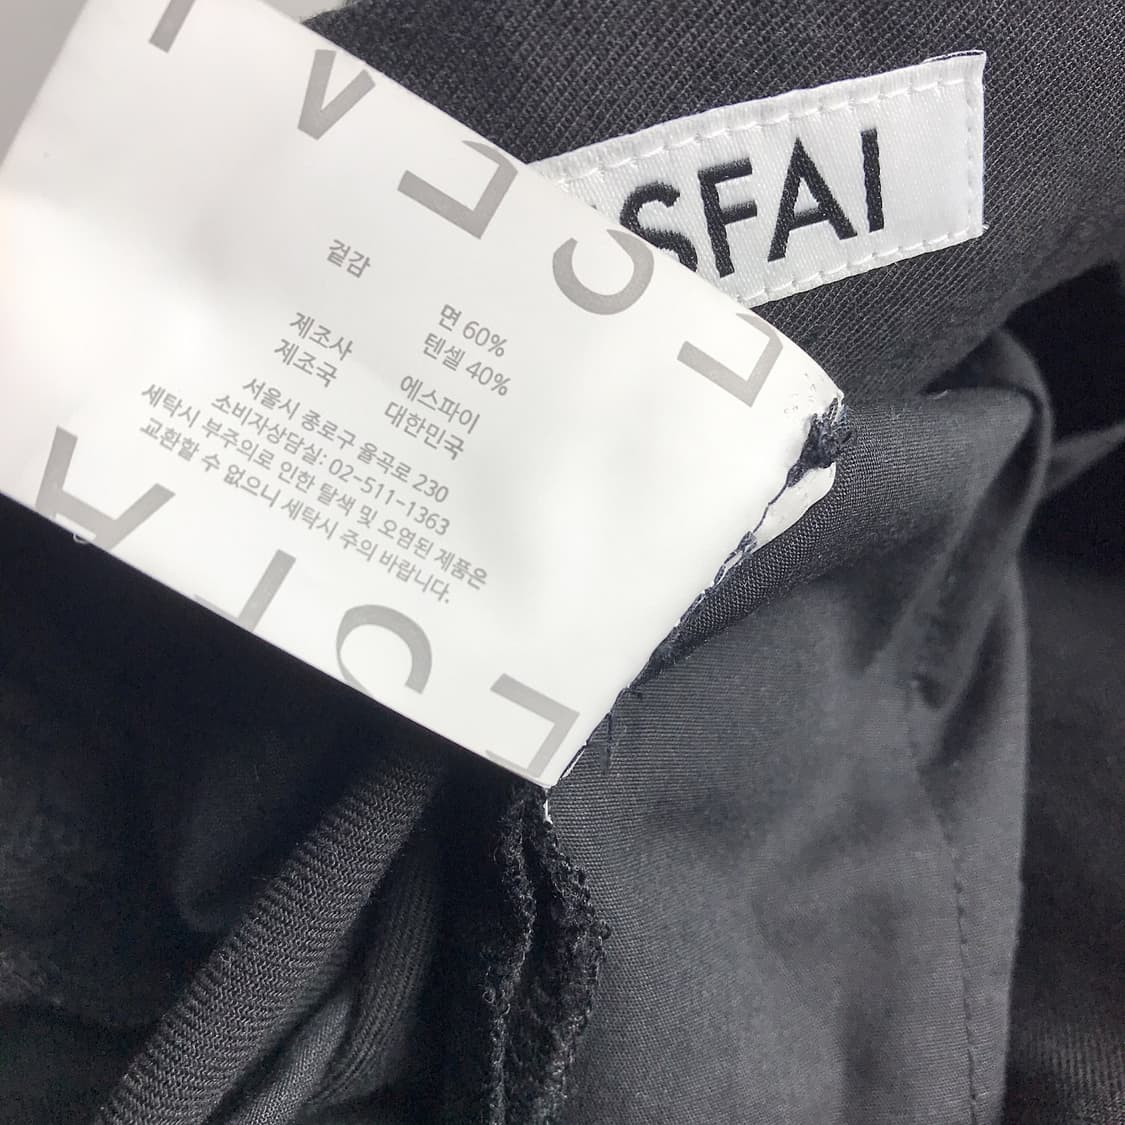 SFAI
겉감
면 60%
텐셀 40%
제조사 에스파이
제조국 대한민국
서울시 종로구 율곡로 230
소비자상담실: 02-511-1363
세탁시 부주의로 인한 탈색 및 오염된 제품은
교환할 수 없으니 세탁시 주의 바랍니다.